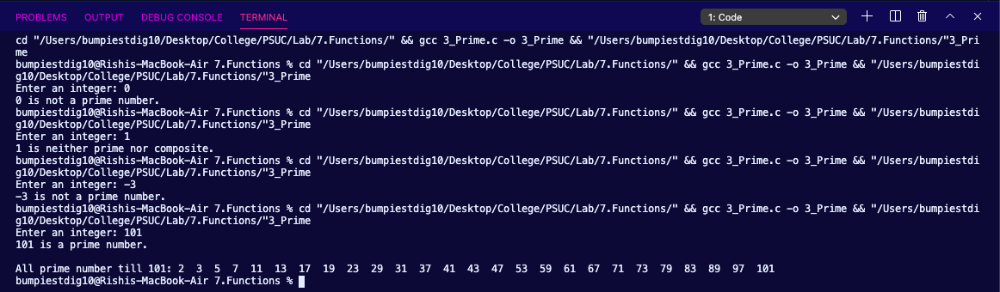 PROBLEMS OUTPUT DEBUG CONSOLE TERMINAL 1: Code
cd "/Users/bumpiestdig10/Desktop/College/PSUC/Lab/7.Functions/" && gcc 3_Prime.c -o 3_Prime && "/Users/bumpiestdig10/Desktop/College/PSUC/Lab/7.Functions/"3_Pri
me
bumpiestdig10@Rishis-MacBook-Air 7.Functions % cd "/Users/bumpiestdig10/Desktop/College/PSUC/Lab/7.Functions/" && gcc 3_Prime.c -o 3_Prime && "/Users/bumpiestdi
g10/Desktop/College/PSUC/Lab/7.Functions/"3_Prime
Enter an integer: 0
0 is not a prime number.
bumpiestdig10@Rishis-MacBook-Air 7.Functions % cd "/Users/bumpiestdig10/Desktop/College/PSUC/Lab/7.Functions/" && gcc 3_Prime.c -o 3_Prime && "/Users/bumpiestdi
g10/Desktop/College/PSUC/Lab/7.Functions/"3_Prime
Enter an integer: 1
1 is neither prime nor composite.
bumpiestdig10@Rishis-MacBook-Air 7.Functions % cd "/Users/bumpiestdig10/Desktop/College/PSUC/Lab/7.Functions/" && gcc 3_Prime.c -o 3_Prime && "/Users/bumpiestdi
g10/Desktop/College/PSUC/Lab/7.Functions/"3_Prime
Enter an integer: -3
-3 is not a prime number.
bumpiestdig10@Rishis-MacBook-Air 7.Functions % cd "/Users/bumpiestdig10/Desktop/College/PSUC/Lab/7.Functions/" && gcc 3_Prime.c -o 3_Prime && "/Users/bumpiestdi
g10/Desktop/College/PSUC/Lab/7.Functions/"3_Prime
Enter an integer: 101
101 is a prime number.
All prime number till 101: 2 3 5 7 11 13 17 19 23 29 31 37 41 43 47 53 59 61 67 71 73 79 83 89 97 101
bumpiestdig10@Rishis-MacBook-Air 7.Functions %